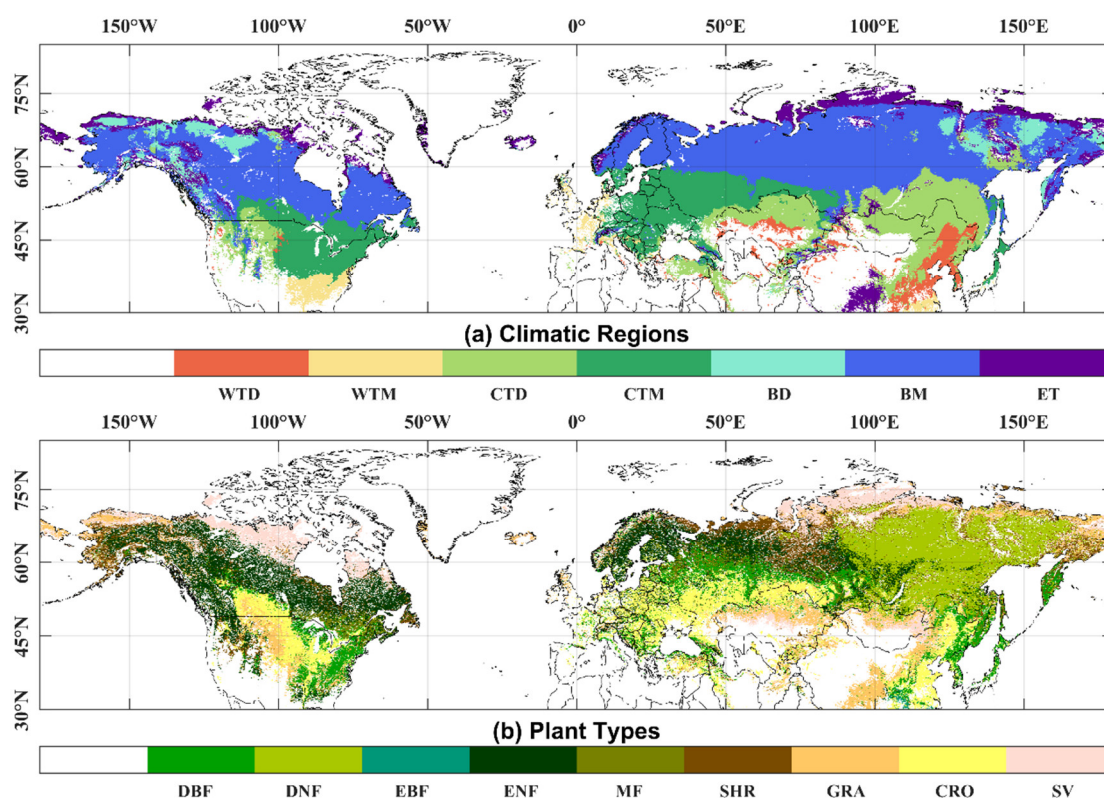 150°W 100°W 50°W 0° 50°E 100°E 150°E
75°N
60°N
45°N
30°N
(a) Climatic Regions
WTD WTM CTD CTM BD BM ET
150°W 100°W 50°W 0° 50°E 100°E 150°E
75°N
60°N
45°N
30°N
(b) Plant Types
DBF DNF EBF ENF MF SHR GRA CRO SV